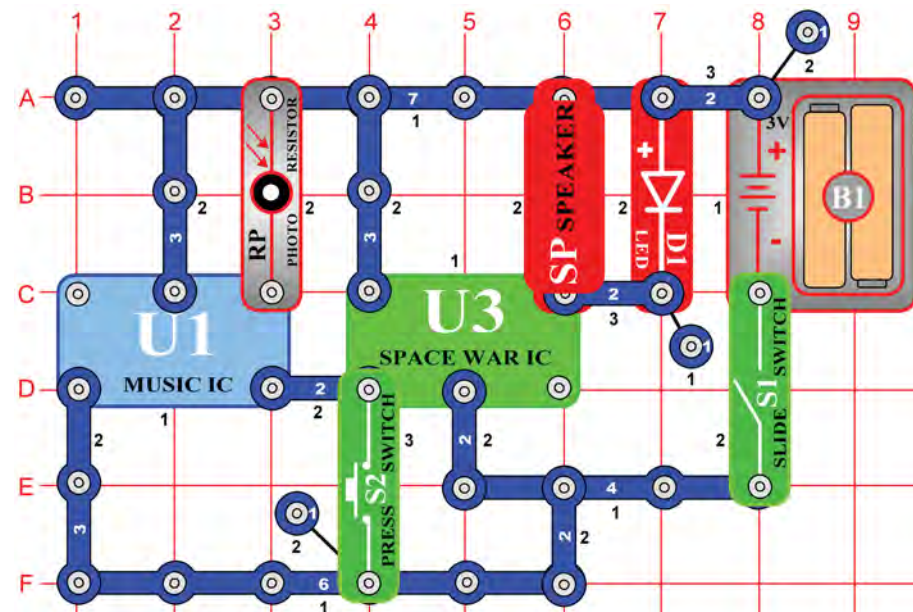 1 2 3 4 5 6 7 8 9
1
2
A
7
1
3
2
3V
+
RESISTOR
PHOTO
RP
B
3
2
2
3
2
2
SP SPEAKER
2
+
D1
LED
1
B1
-
C
1
2
3
U1
MUSIC IC
U3
SPACE WAR IC
1
1
D
1
2
2
3
2
S1
SLIDE SWITCH
2
2
S2
PRESS SWITCH
2
E
4
1
1
2
3
2
2
F
6
1